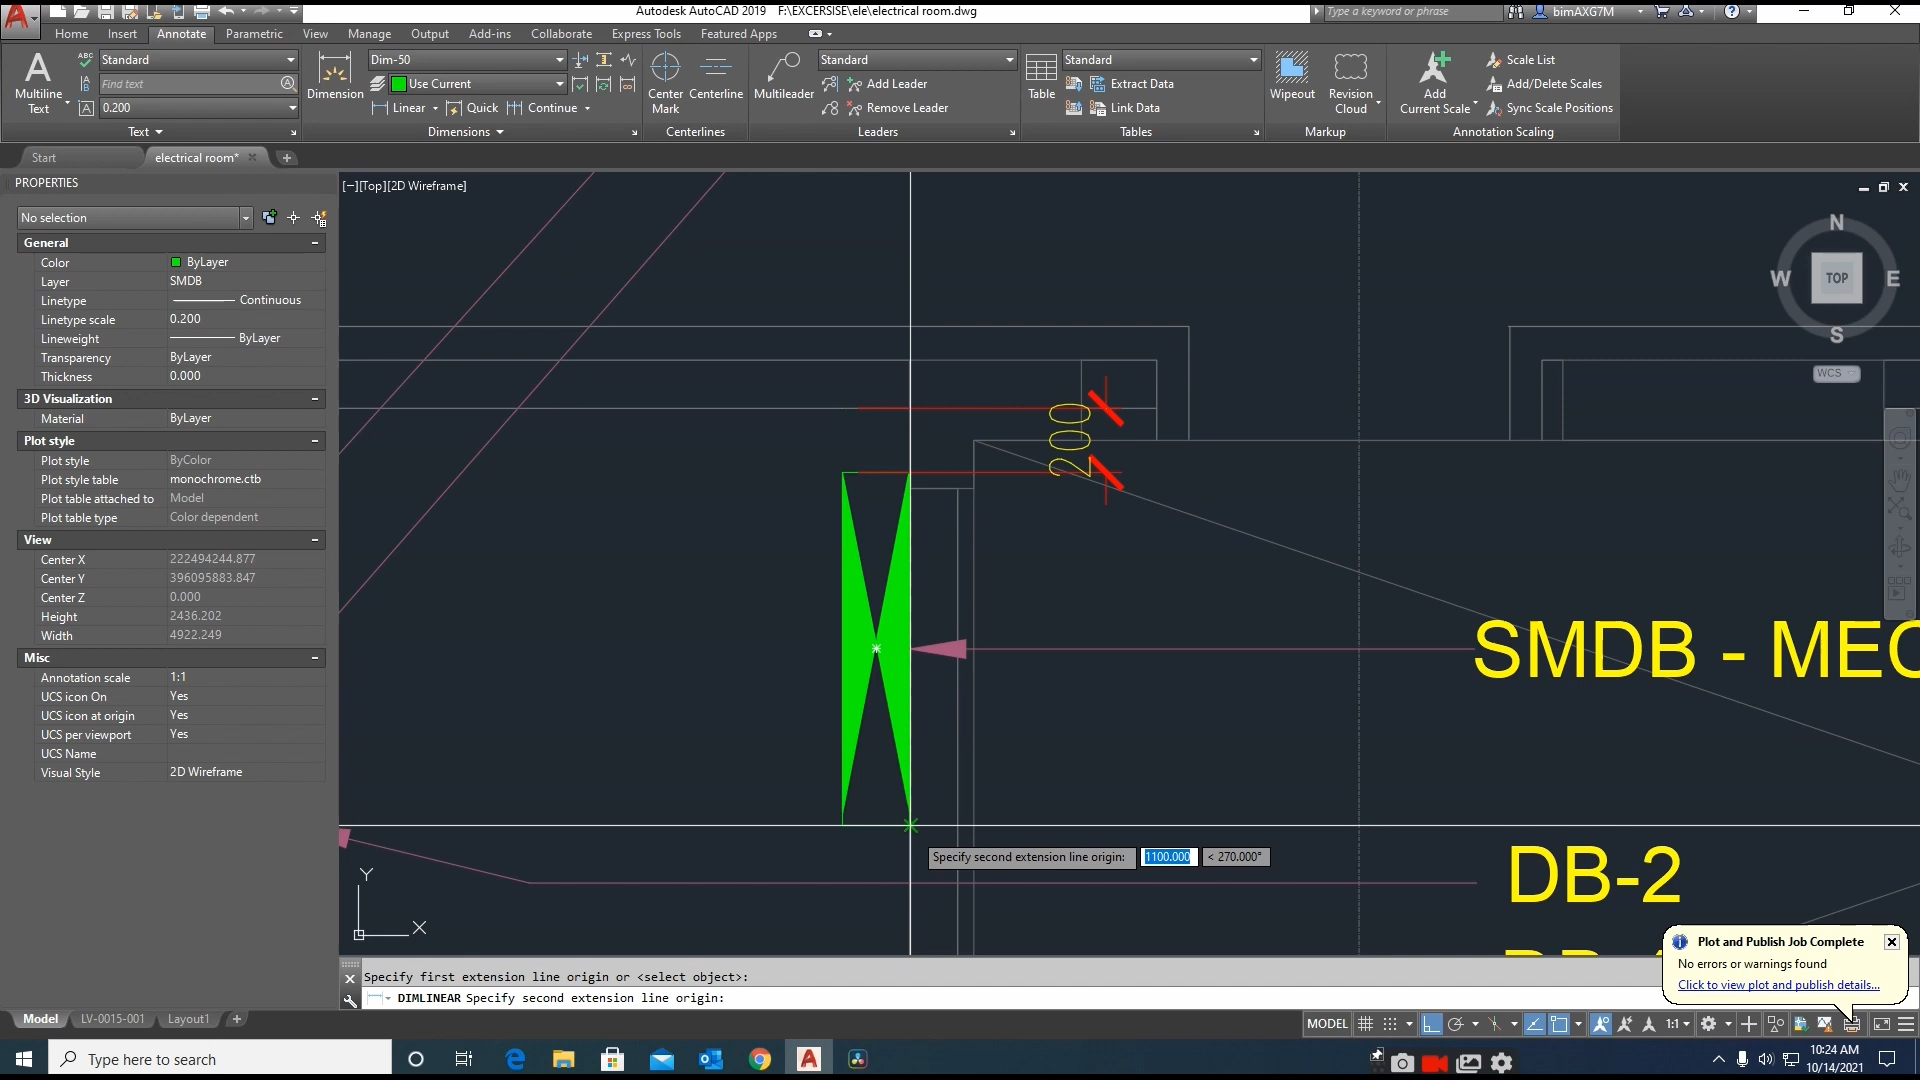 Autodesk AutoCAD 2019 F:\EXCERSISE\ele\electrical room.dwg
Type a keyword or phrase
bimAXG7M
Home Insert Annotate Parametric View Manage Output Add-ins Collaborate Express Tools Featured Apps
Multiline Text
ABC
Standard
Find text
0.200
Text
Dimension
Dim-50
Use Current
Linear Quick Continue
Dimensions
Center Mark
Centerline
Centerlines
Multileader
Standard
Add Leader
Remove Leader
Leaders
Table
Standard
Extract Data
Link Data
Tables
Wipeout
Revision Cloud
Markup
Add Current Scale
Scale List
Add/Delete Scales
Sync Scale Positions
Annotation Scaling
Start
electrical room*
PROPERTIES
No selection
General
Color ByLayer
Layer SMDB
Linetype Continuous
Linetype scale 0.200
Lineweight ByLayer
Transparency ByLayer
Thickness 0.000
3D Visualization
Material ByLayer
Plot style
Plot style ByColor
Plot style table monochrome.ctb
Plot table attached to Model
Plot table type Color dependent
View
Center X 222494244.877
Center Y 396095883.847
Center Z 0.000
Height 2436.202
Width 4922.249
Misc
Annotation scale 1:1
UCS icon On Yes
UCS icon at origin Yes
UCS per viewport Yes
UCS Name
Visual Style 2D Wireframe
[−][Top][2D Wireframe]
N
W TOP E
S
WCS
200
SMDB - MEC
Specify second extension line origin: 1100.000 < 270.000°
DB-2
Y
X
Plot and Publish Job Complete
No errors or warnings found
Click to view plot and publish details...
Specify first extension line origin or <select object>:
DIMLINEAR Specify second extension line origin:
Model LV-0015-001 Layout1
MODEL
1:1
Type here to search
10:24 AM
10/14/2021